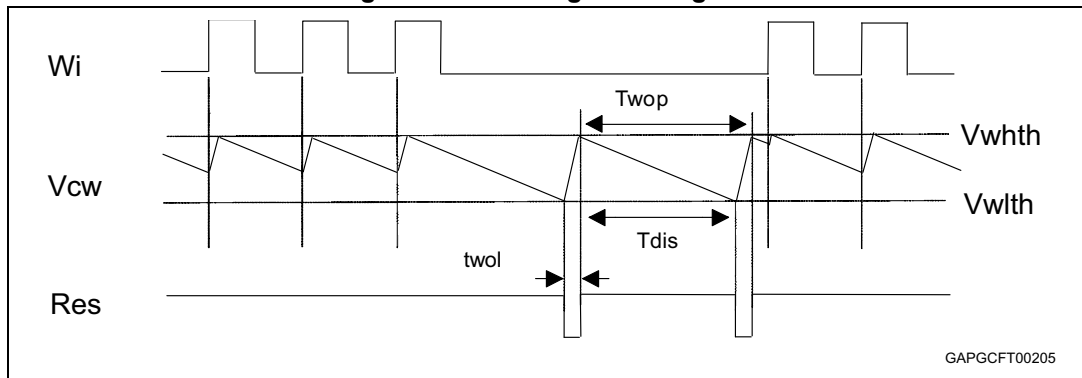 Wi
Twop
Vwhth
Vcw
Vwlth
Tdis
twol
Res
GAPGCFT00205